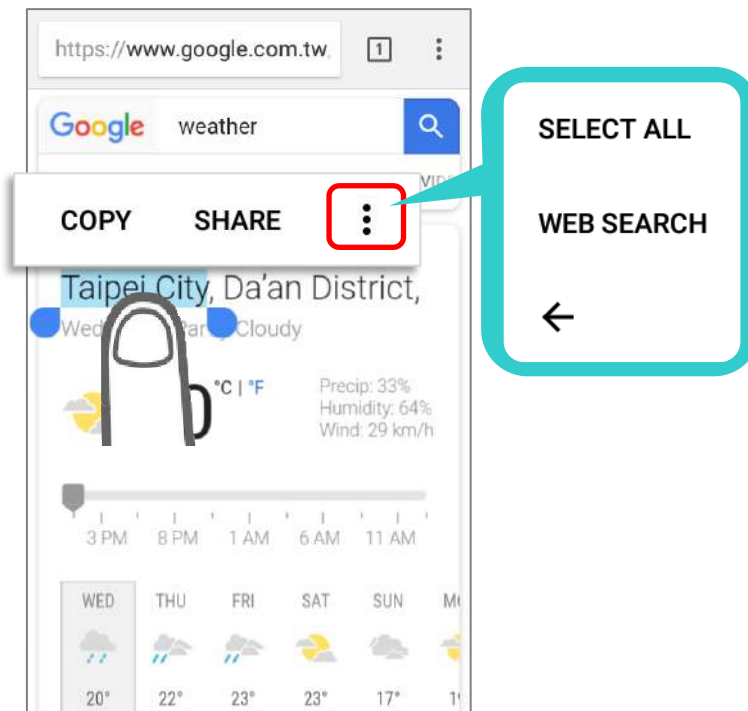 https://www.google.com.tw
1
Google weather
COPY SHARE
SELECT ALL
WEB SEARCH
Taipei City, Da'an District,
Cloudy
°C | °F
Precip: 33%
Humidity: 64%
Wind: 29 km/h
3 PM 8 PM 1 AM 6 AM 11 AM
WED THU FRI SAT SUN
20° 22° 23° 23° 17°